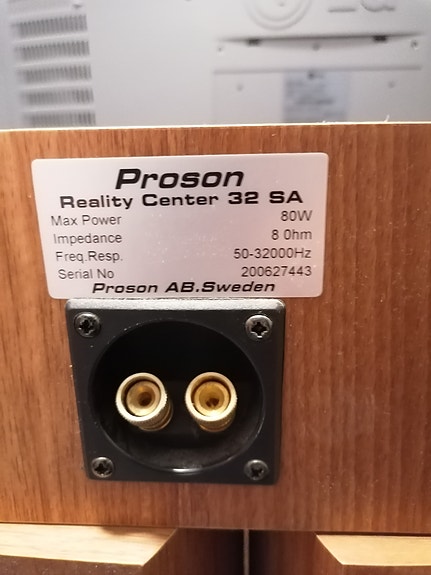 Proson
Reality Center 32 SA
Max Power 80W
Impedance 8 Ohm
Freq.Resp. 50-32000Hz
Serial No 200627443
Proson AB.Sweden